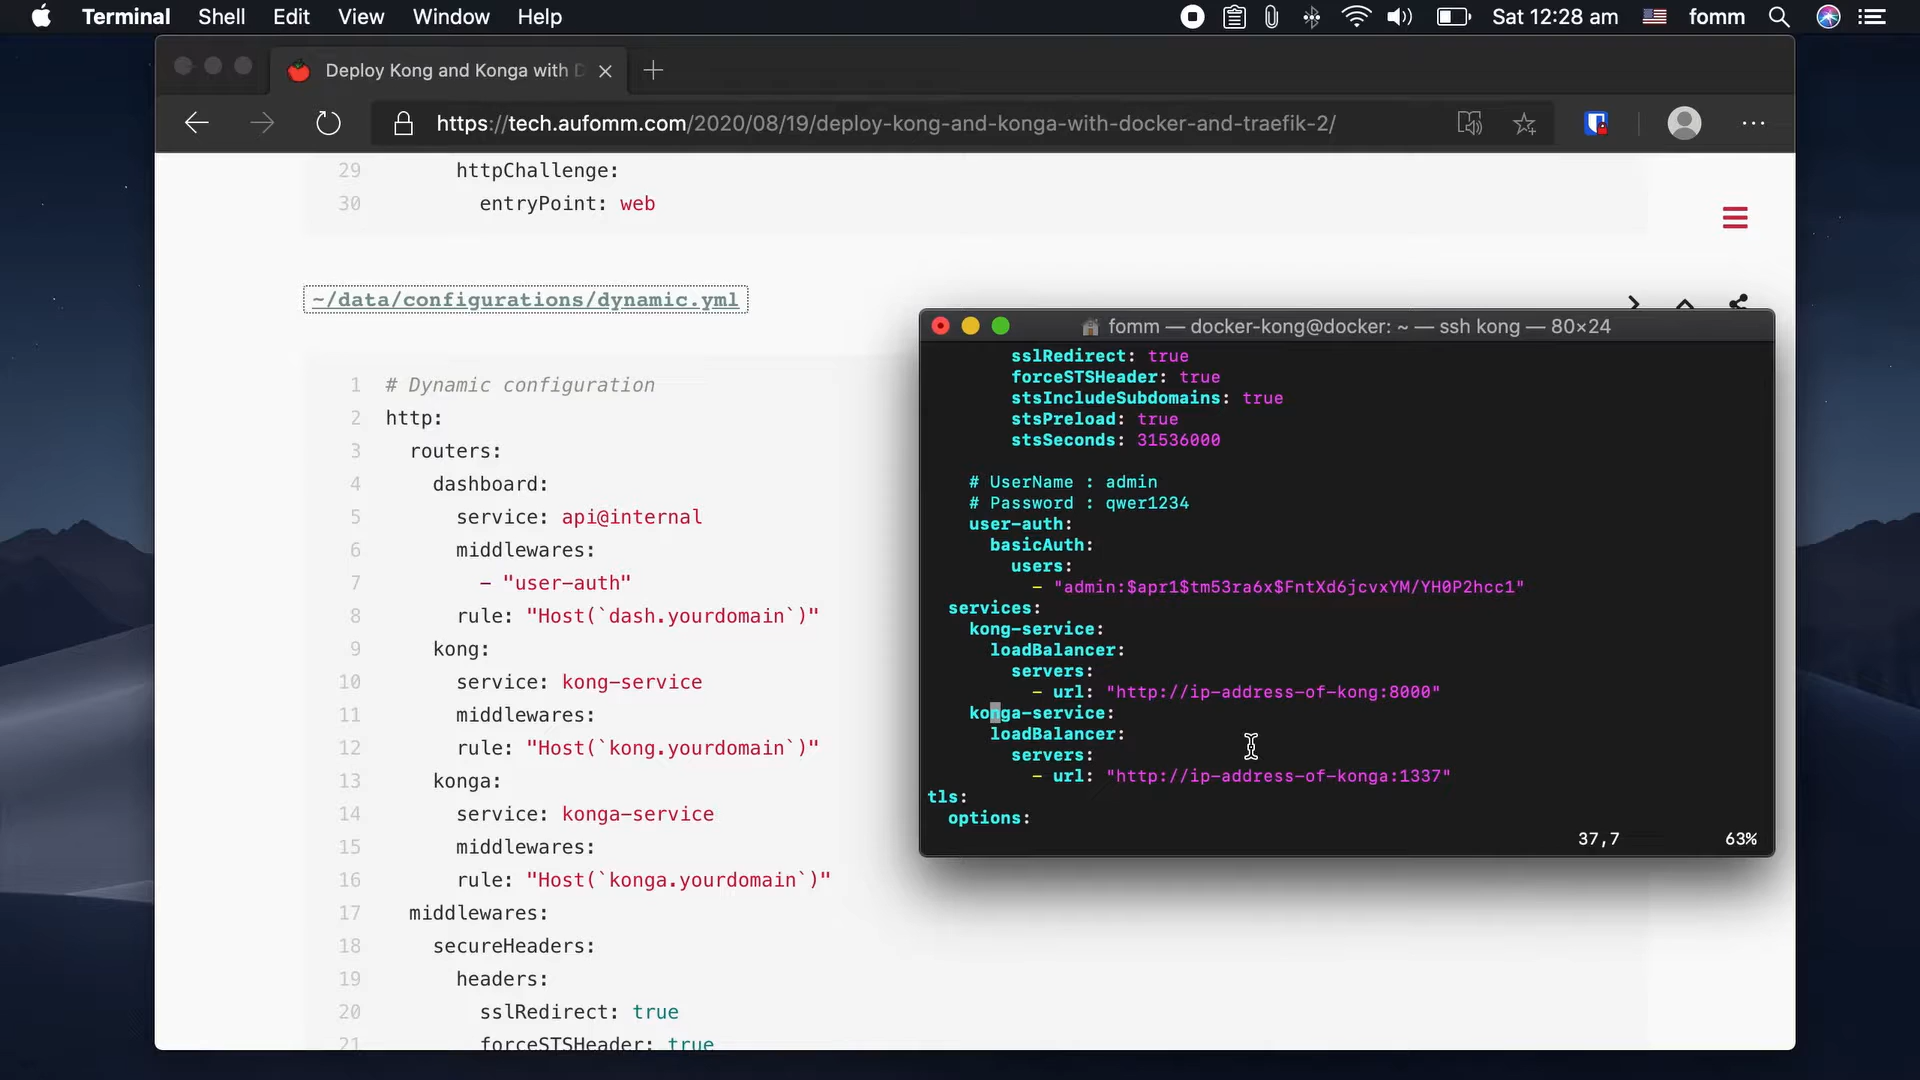 Terminal Shell Edit View Window Help Sat 12:28 am fomm
Deploy Kong and Konga with D
https://tech.aufomm.com/2020/08/19/deploy-kong-and-konga-with-docker-and-traefik-2/
29 httpChallenge:
30 entryPoint: web
~/data/configurations/dynamic.yml
1 # Dynamic configuration
2 http:
3 routers:
4 dashboard:
5 service: api@internal
6 middlewares:
7 - "user-auth"
8 rule: "Host(`dash.yourdomain`)"
9 kong:
10 service: kong-service
11 middlewares:
12 rule: "Host(`kong.yourdomain`)"
13 konga:
14 service: konga-service
15 middlewares:
16 rule: "Host(`konga.yourdomain`)"
17 middlewares:
18 secureHeaders:
19 headers:
20 sslRedirect: true
21 forceSTSHeader: true
fomm — docker-kong@docker: ~ — ssh kong — 80×24
sslRedirect: true
forceSTSHeader: true
stsIncludeSubdomains: true
stsPreload: true
stsSeconds: 31536000
# UserName : admin
# Password : qwer1234
user-auth:
basicAuth:
users:
- "admin:$apr1$tm53ra6x$FntXd6jcvxYM/YH0P2hcc1"
services:
kong-service:
loadBalancer:
servers:
- url: "http://ip-address-of-kong:8000"
konga-service:
loadBalancer:
servers:
- url: "http://ip-address-of-konga:1337"
tls:
options:
37,7 63%